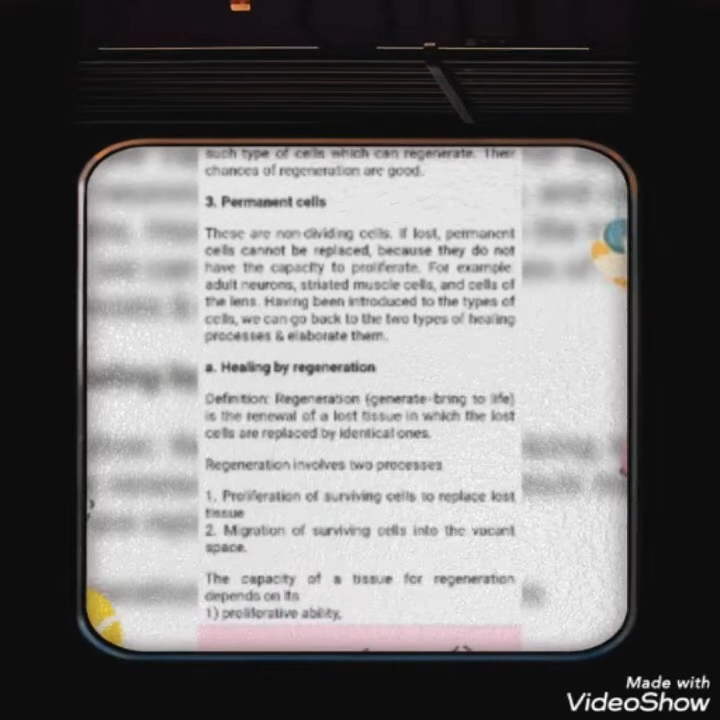 such type of cells which can regenerate. Their
chances of regeneration are good.
3. Permanent cells
These are non-dividing cells. If lost, permanent
cells cannot be replaced, because they do not
have the capacity to proliferate. For example:
adult neurons, striated muscle cells, and cells of
the lens. Having been introduced to the types of
cells, we can go back to the two types of healing
processes & elaborate them.
a. Healing by regeneration
Definition: Regeneration (generate-bring to life)
is the renewal of a lost tissue in which the lost
cells are replaced by identical ones.
Regeneration involves two processes
1. Proliferation of surviving cells to replace lost
tissue
2. Migration of surviving cells into the vacant
space.
The capacity of a tissue for regeneration
depends on its
1) proliferative ability,
Made with
VideoShow